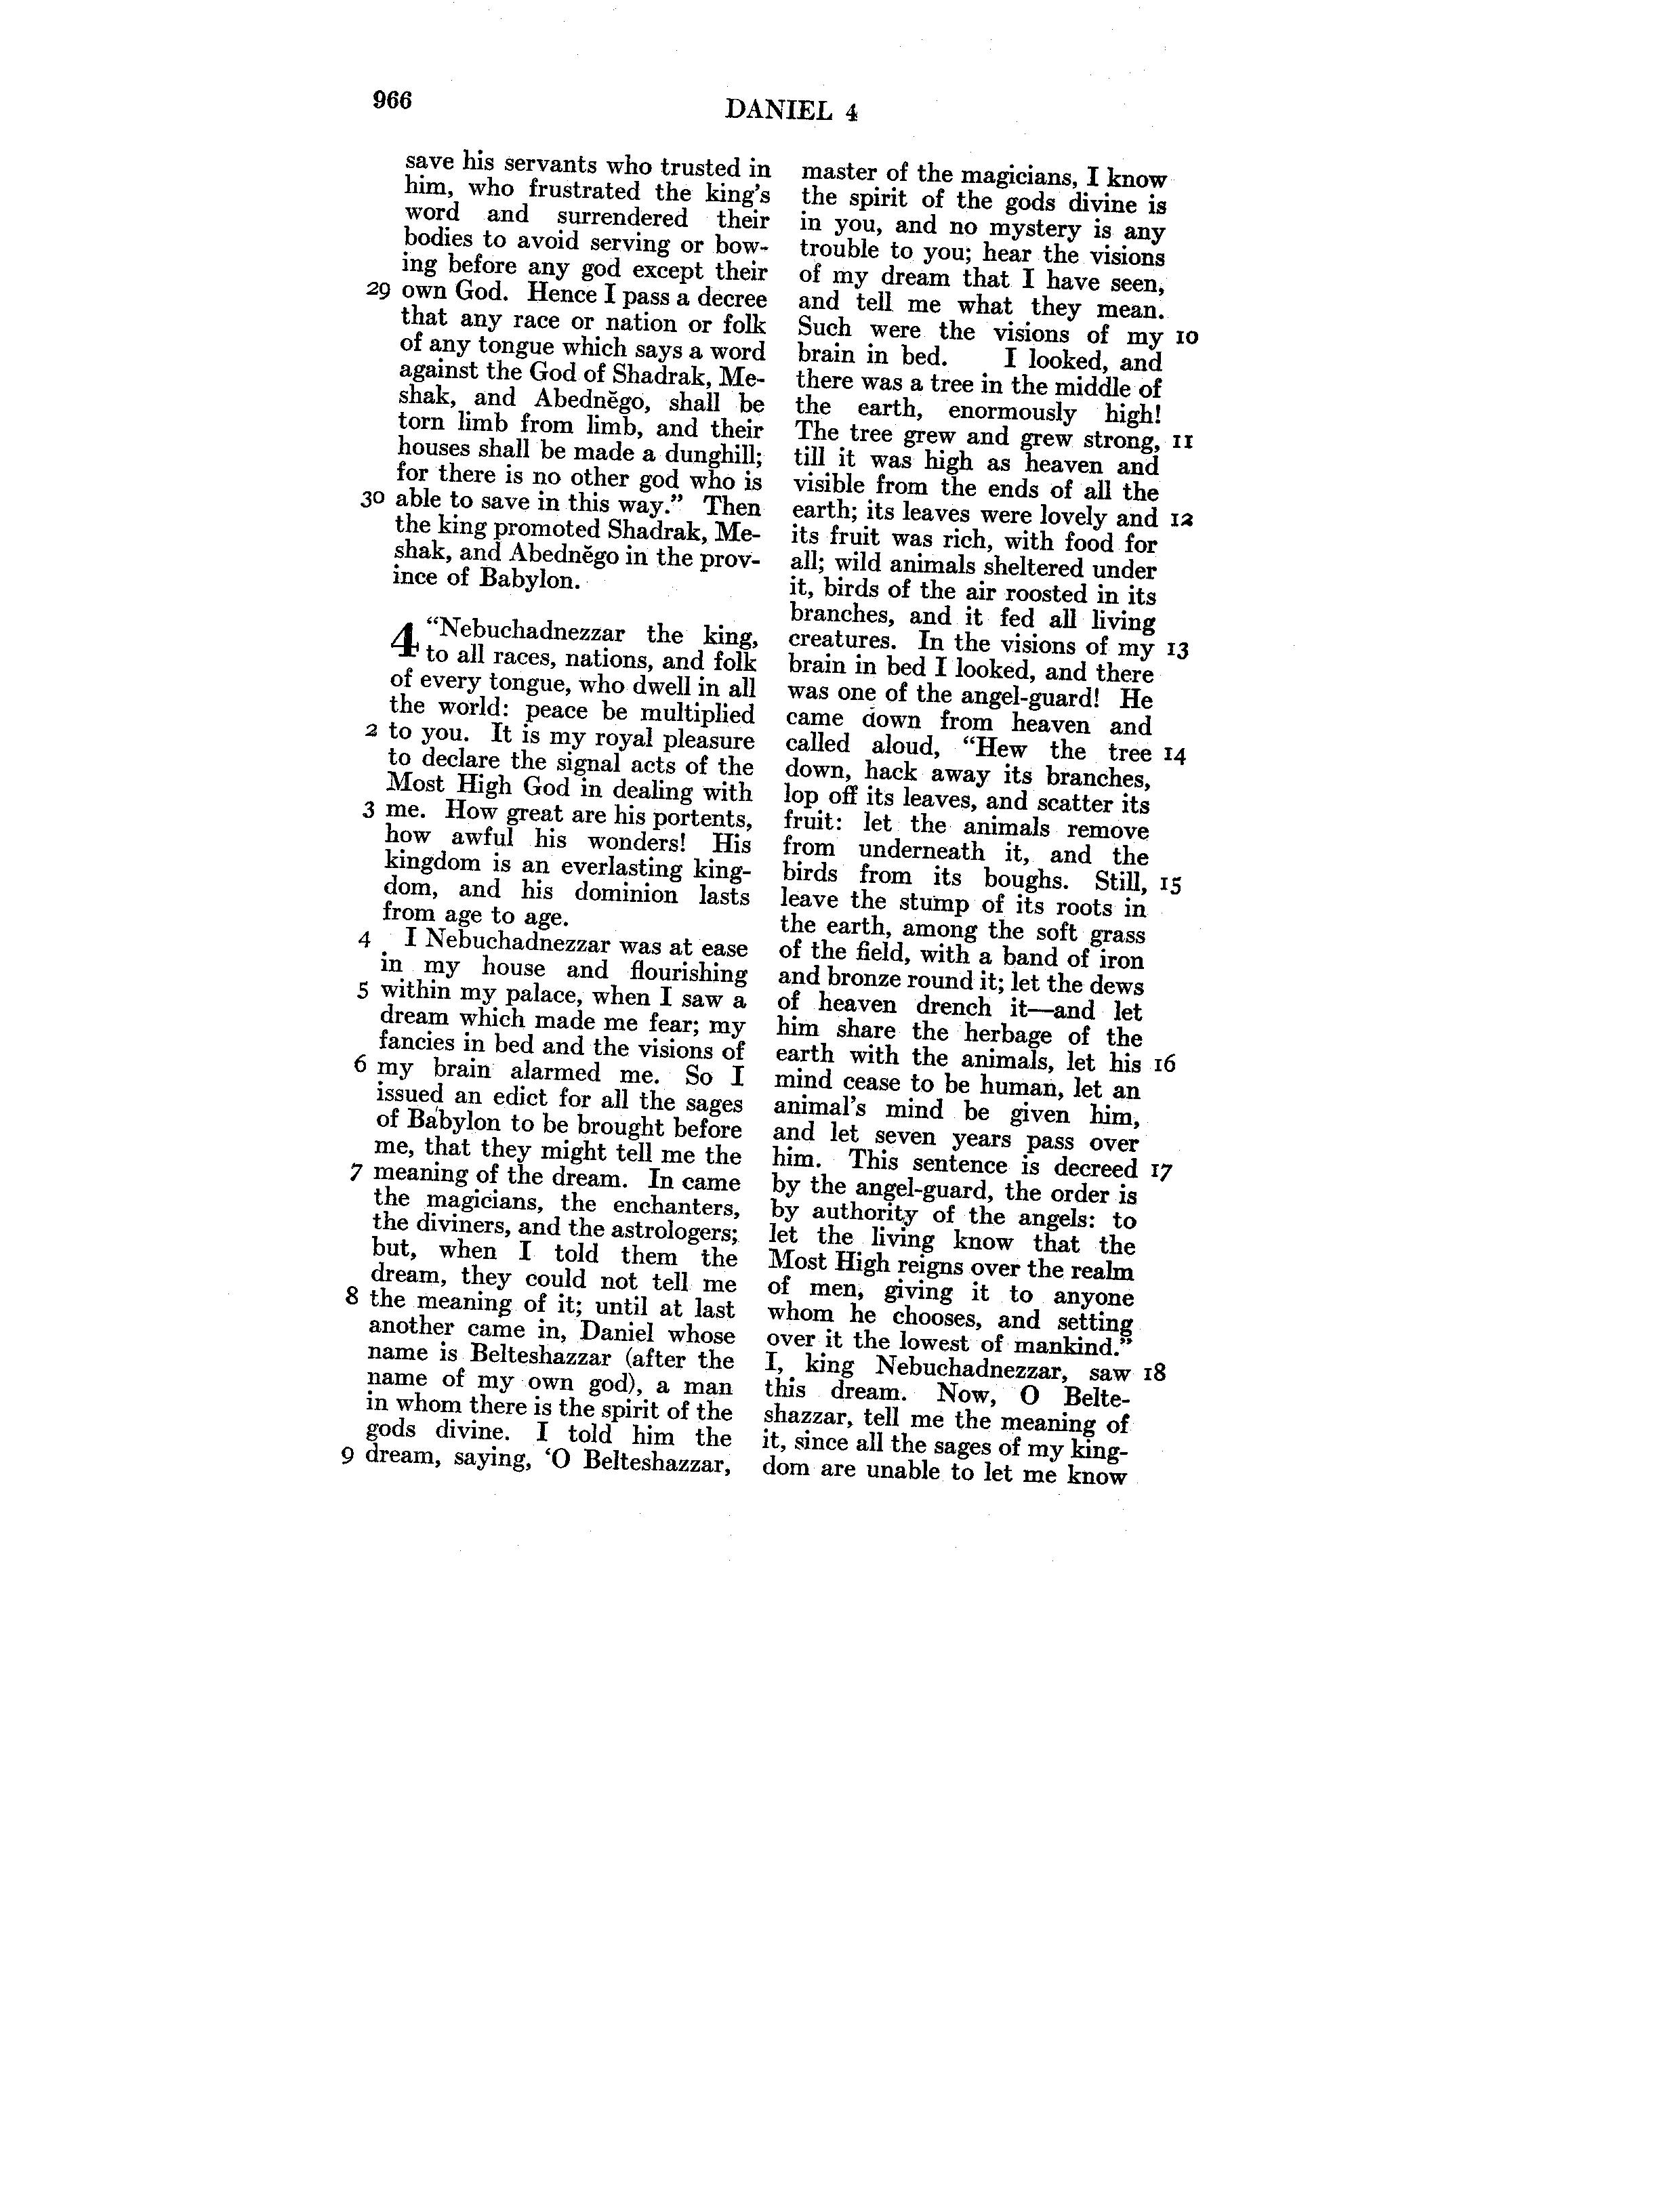 966
DANIEL 4
save his servants who trusted in
him, who frustrated the king's
word and surrendered their
bodies to avoid serving or bow-
ing before any god except their
29 own God. Hence I pass a decree
that any race or nation or folk
of any tongue which says a word
against the God of Shadrak, Me-
shak, and Abednĕgo, shall be
torn limb from limb, and their
houses shall be made a dunghill;
for there is no other god who is
30 able to save in this way.” Then
the king promoted Shadrak, Me-
shak, and Abednĕgo in the prov-
ince of Babylon.
4 “Nebuchadnezzar the king,
to all races, nations, and folk
of every tongue, who dwell in all
the world: peace be multiplied
2 to you. It is my royal pleasure
to declare the signal acts of the
Most High God in dealing with
3 me. How great are his portents,
how awful his wonders! His
kingdom is an everlasting king-
dom, and his dominion lasts
from age to age.
4 I Nebuchadnezzar was at ease
in my house and flourishing
5 within my palace, when I saw a
dream which made me fear; my
fancies in bed and the visions of
6 my brain alarmed me. So I
issued an edict for all the sages
of Babylon to be brought before
me, that they might tell me the
7 meaning of the dream. In came
the magicians, the enchanters,
the diviners, and the astrologers;
but, when I told them the
dream, they could not tell me
8 the meaning of it; until at last
another came in, Daniel whose
name is Belteshazzar (after the
name of my own god), a man
in whom there is the spirit of the
gods divine. I told him the
9 dream, saying, ‘O Belteshazzar,
master of the magicians, I know
the spirit of the gods divine is
in you, and no mystery is any
trouble to you; hear the visions
of my dream that I have seen,
and tell me what they mean.
Such were the visions of my 10
brain in bed. I looked, and
there was a tree in the middle of
the earth, enormously high!
The tree grew and grew strong, 11
till it was high as heaven and
visible from the ends of all the
earth; its leaves were lovely and 12
its fruit was rich, with food for
all; wild animals sheltered under
it, birds of the air roosted in its
branches, and it fed all living
creatures. In the visions of my 13
brain in bed I looked, and there
was one of the angel-guard! He
came down from heaven and
called aloud, “Hew the tree 14
down, hack away its branches,
lop off its leaves, and scatter its
fruit: let the animals remove
from underneath it, and the
birds from its boughs. Still, 15
leave the stump of its roots in
the earth, among the soft grass
of the field, with a band of iron
and bronze round it; let the dews
of heaven drench it—and let
him share the herbage of the
earth with the animals, let his 16
mind cease to be human, let an
animal's mind be given him,
and let seven years pass over
him. This sentence is decreed 17
by the angel-guard, the order is
by authority of the angels: to
let the living know that the
Most High reigns over the realm
of men, giving it to anyone
whom he chooses, and setting
over it the lowest of mankind.”
I, king Nebuchadnezzar, saw 18
this dream. Now, O Belte-
shazzar, tell me the meaning of
it, since all the sages of my king-
dom are unable to let me know